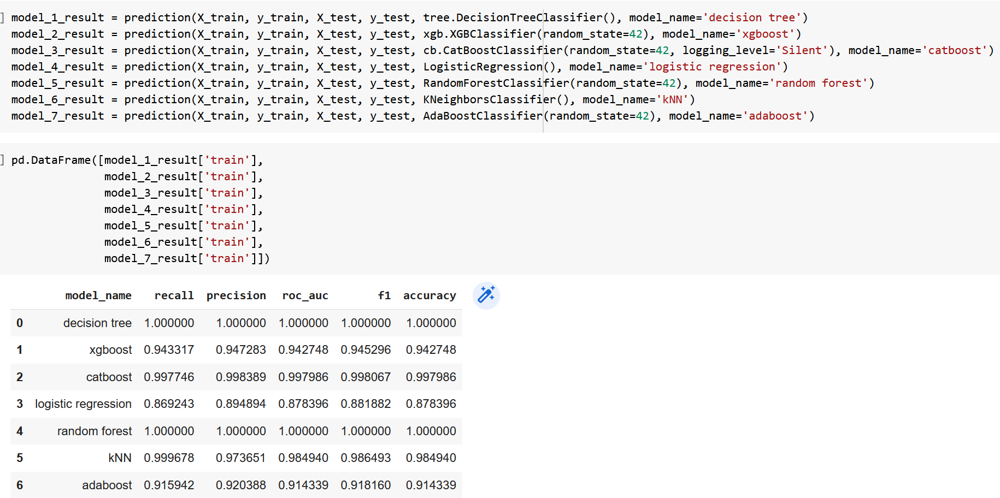 ] model_1_result = prediction(X_train, y_train, X_test, y_test, tree.DecisionTreeClassifier(), model_name='decision tree')
model_2_result = prediction(X_train, y_train, X_test, y_test, xgb.XGBClassifier(random_state=42), model_name='xgboost')
model_3_result = prediction(X_train, y_train, X_test, y_test, cb.CatBoostClassifier(random_state=42, logging_level='Silent'), model_name='catboost')
model_4_result = prediction(X_train, y_train, X_test, y_test, LogisticRegression(), model_name='logistic regression')
model_5_result = prediction(X_train, y_train, X_test, y_test, RandomForestClassifier(random_state=42), model_name='random forest')
model_6_result = prediction(X_train, y_train, X_test, y_test, KNeighborsClassifier(), model_name='kNN')
model_7_result = prediction(X_train, y_train, X_test, y_test, AdaBoostClassifier(random_state=42), model_name='adaboost')
] pd.DataFrame([model_1_result['train'],
model_2_result['train'],
model_3_result['train'],
model_4_result['train'],
model_5_result['train'],
model_6_result['train'],
model_7_result['train']])
model_name recall precision roc_auc f1 accuracy
0 decision tree 1.000000 1.000000 1.000000 1.000000 1.000000
1 xgboost 0.943317 0.947283 0.942748 0.945296 0.942748
2 catboost 0.997746 0.998389 0.997986 0.998067 0.997986
3 logistic regression 0.869243 0.894894 0.878396 0.881882 0.878396
4 random forest 1.000000 1.000000 1.000000 1.000000 1.000000
5 kNN 0.999678 0.973651 0.984940 0.986493 0.984940
6 adaboost 0.915942 0.920388 0.914339 0.918160 0.914339